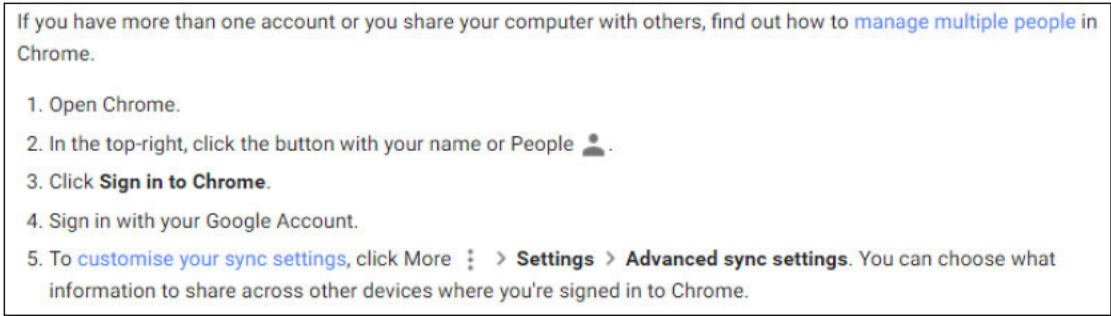 If you have more than one account or you share your computer with others, find out how to manage multiple people in
Chrome.
1. Open Chrome.
2. In the top-right, click the button with your name or People .
3. Click Sign in to Chrome.
4. Sign in with your Google Account.
5. To customise your sync settings, click More > Settings > Advanced sync settings. You can choose what
information to share across other devices where you're signed in to Chrome.